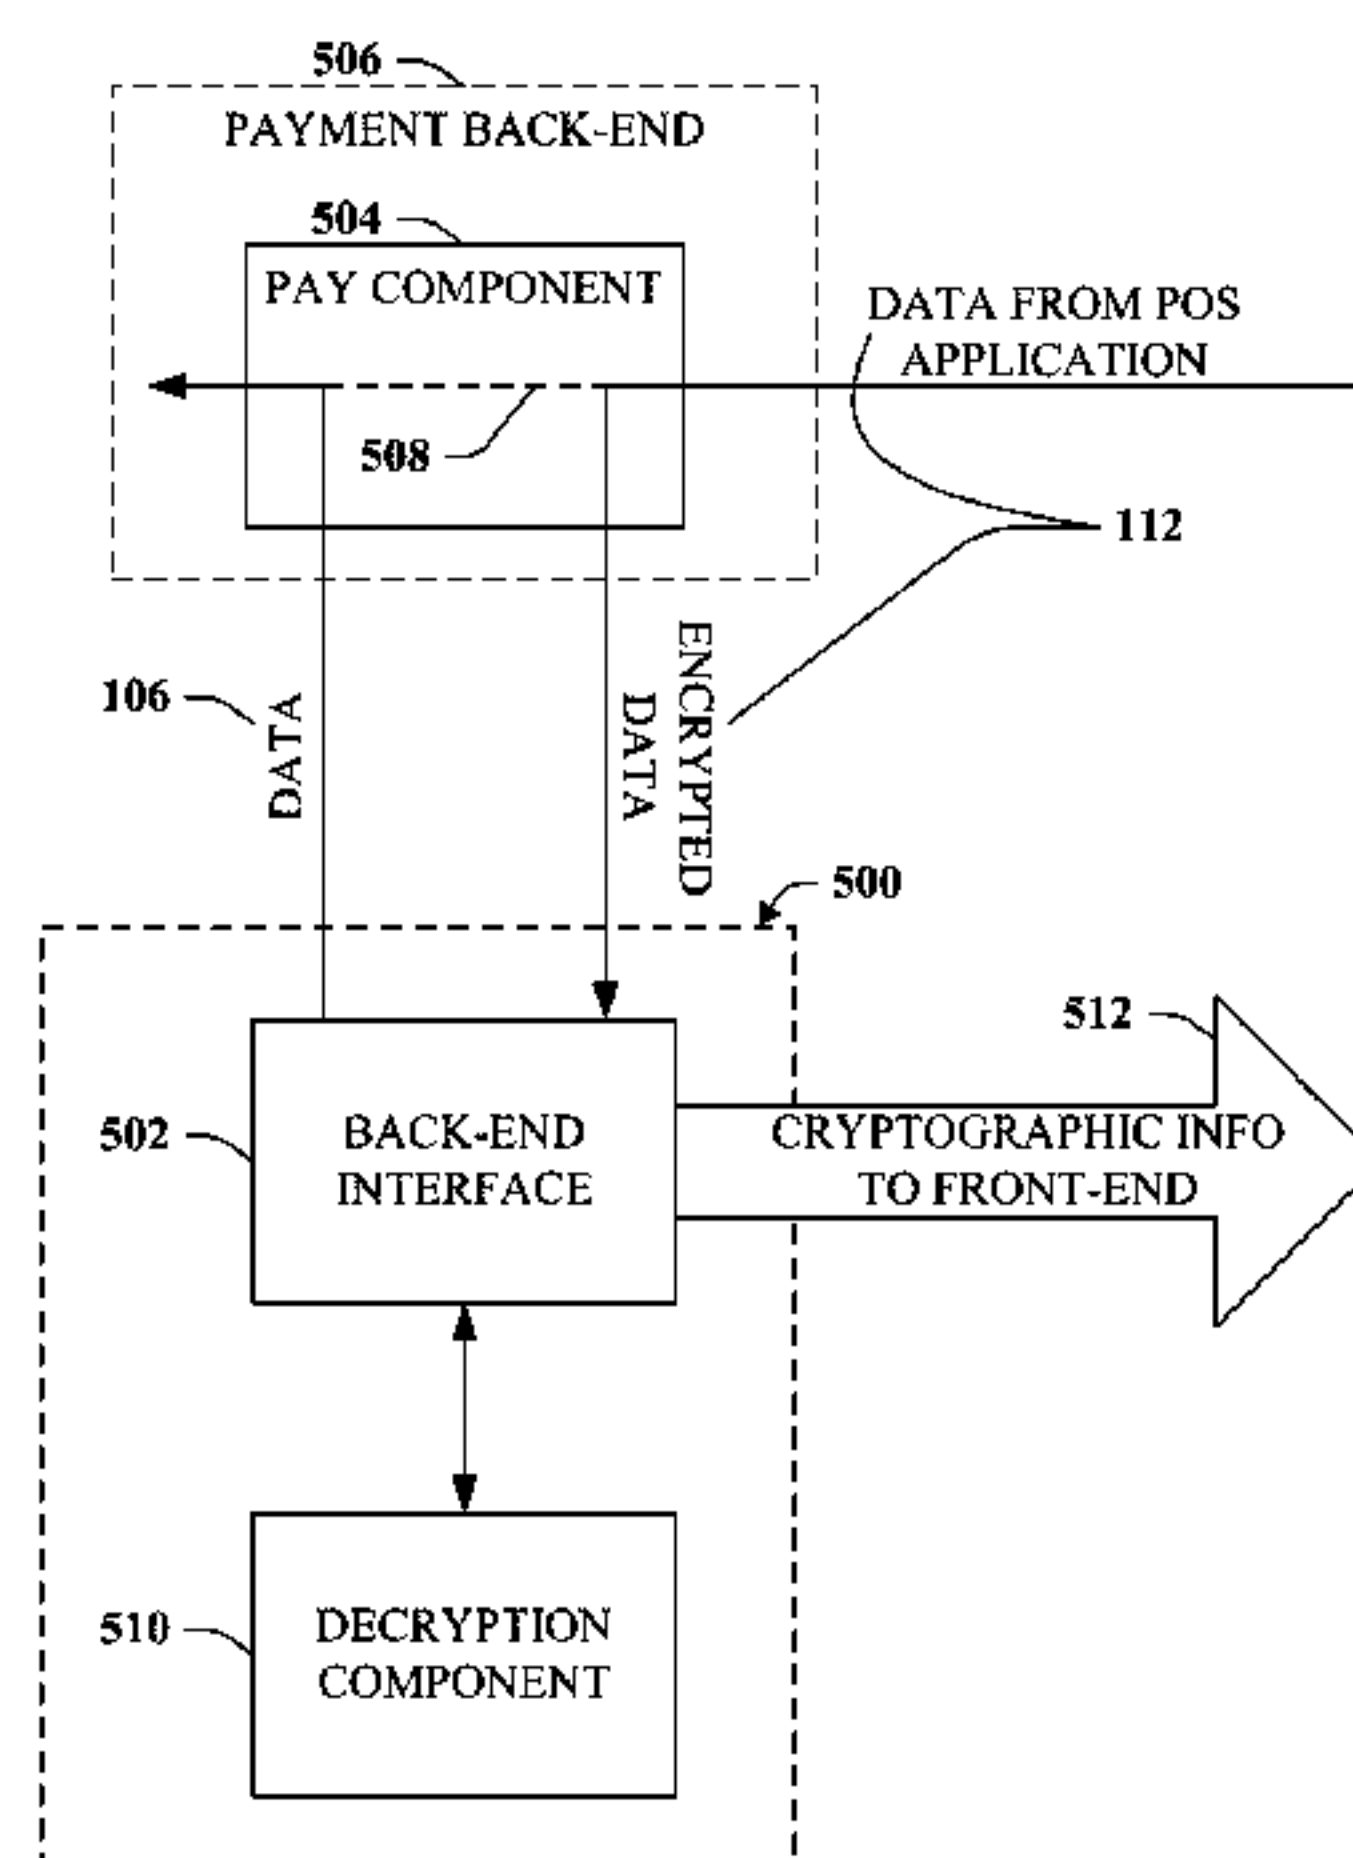 506
PAYMENT BACK-END
504
PAY COMPONENT
DATA FROM POS
APPLICATION
508
112
106
DATA
ENCRYPTED
DATA
500
512
502
BACK-END
INTERFACE
CRYPTOGRAPHIC INFO
TO FRONT-END
510
DECRYPTION
COMPONENT